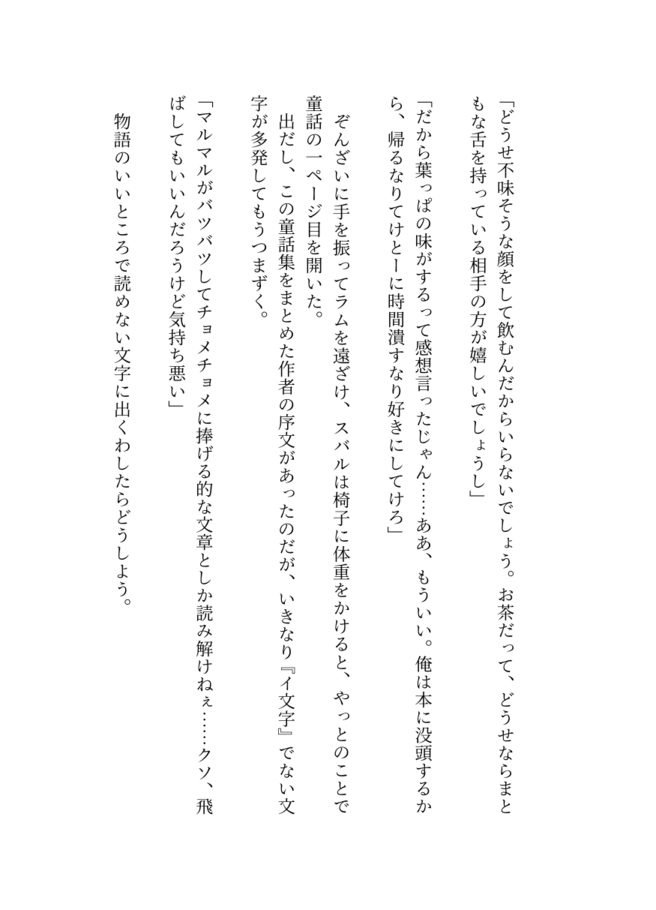 「どうせ不味そうな顔をして飲むんだからいらないでしょう。お茶だって、どうせならまと
もな舌を持っている相手の方が嬉しいでしょうし」
「だから葉っぱの味がするって感想言ったじゃん……ああ、もういい。俺は本に没頭するか
ら、帰るなりてけとーに時間潰すなり好きにしてけろ」
ぞんざいに手を振ってラムを遠ざけ、スバルは椅子に体重をかけると、やっとのことで
童話の一ページ目を開いた。
出だし、この童話集をまとめた作者の序文があったのだが、いきなり『イ文字』でない文
字が多発してもうつまずく。
「マルマルがバツバツしてチョメチョメに捧げる的な文章としか読み解けねぇ……クソ、飛
ばしてもいいんだろうけど気持ち悪い」
物語のいいところで読めない文字に出くわしたらどうしよう。